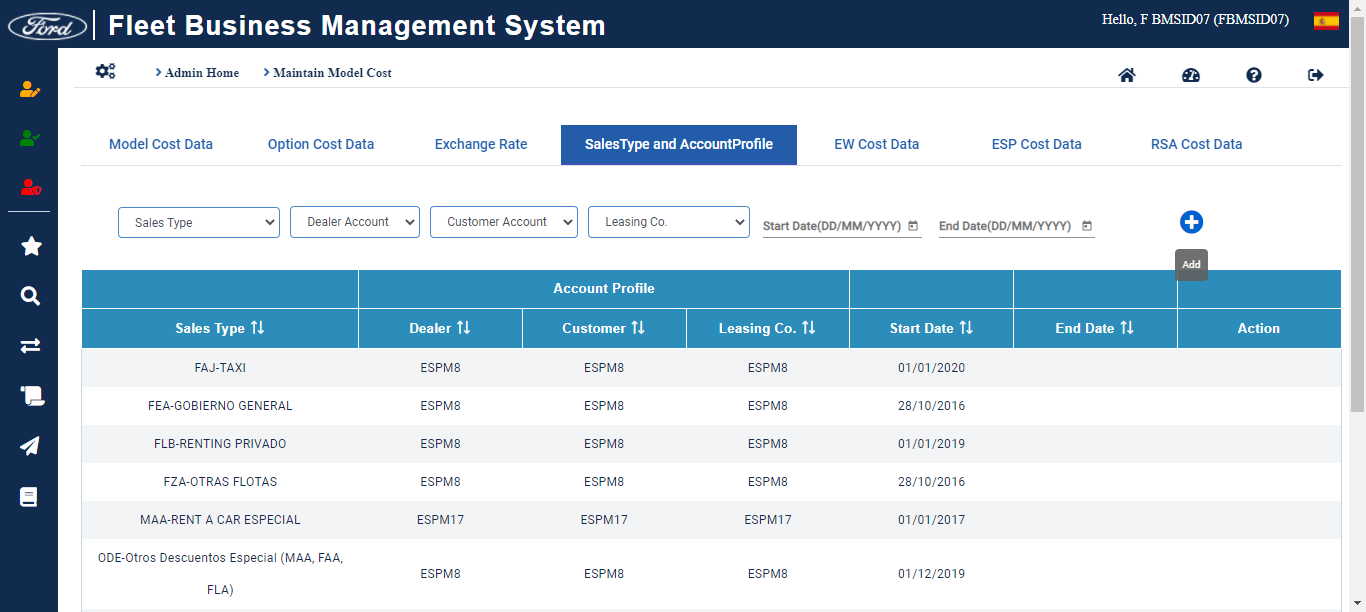 Ford Fleet Business Management System
Hello, F BMSID07 (FBMSID07)
Admin Home Maintain Model Cost
Model Cost Data Option Cost Data Exchange Rate SalesType and AccountProfile EW Cost Data ESP Cost Data RSA Cost Data
Sales Type Dealer Account Customer Account Leasing Co. Start Date(DD/MM/YYYY) End Date(DD/MM/YYYY)
Add
Account Profile
Sales Type Dealer Customer Leasing Co. Start Date End Date Action
FAJ-TAXI ESPM8 ESPM8 ESPM8 01/01/2020
FEA-GOBIERNO GENERAL ESPM8 ESPM8 ESPM8 28/10/2016
FLB-RENTING PRIVADO ESPM8 ESPM8 ESPM8 01/01/2019
FZA-OTRAS FLOTAS ESPM8 ESPM8 ESPM8 28/10/2016
MAA-RENT A CAR ESPECIAL ESPM17 ESPM17 ESPM17 01/01/2017
ODE-Otros Descuentos Especial (MAA, FAA,
FLA) ESPM8 ESPM8 ESPM8 01/12/2019